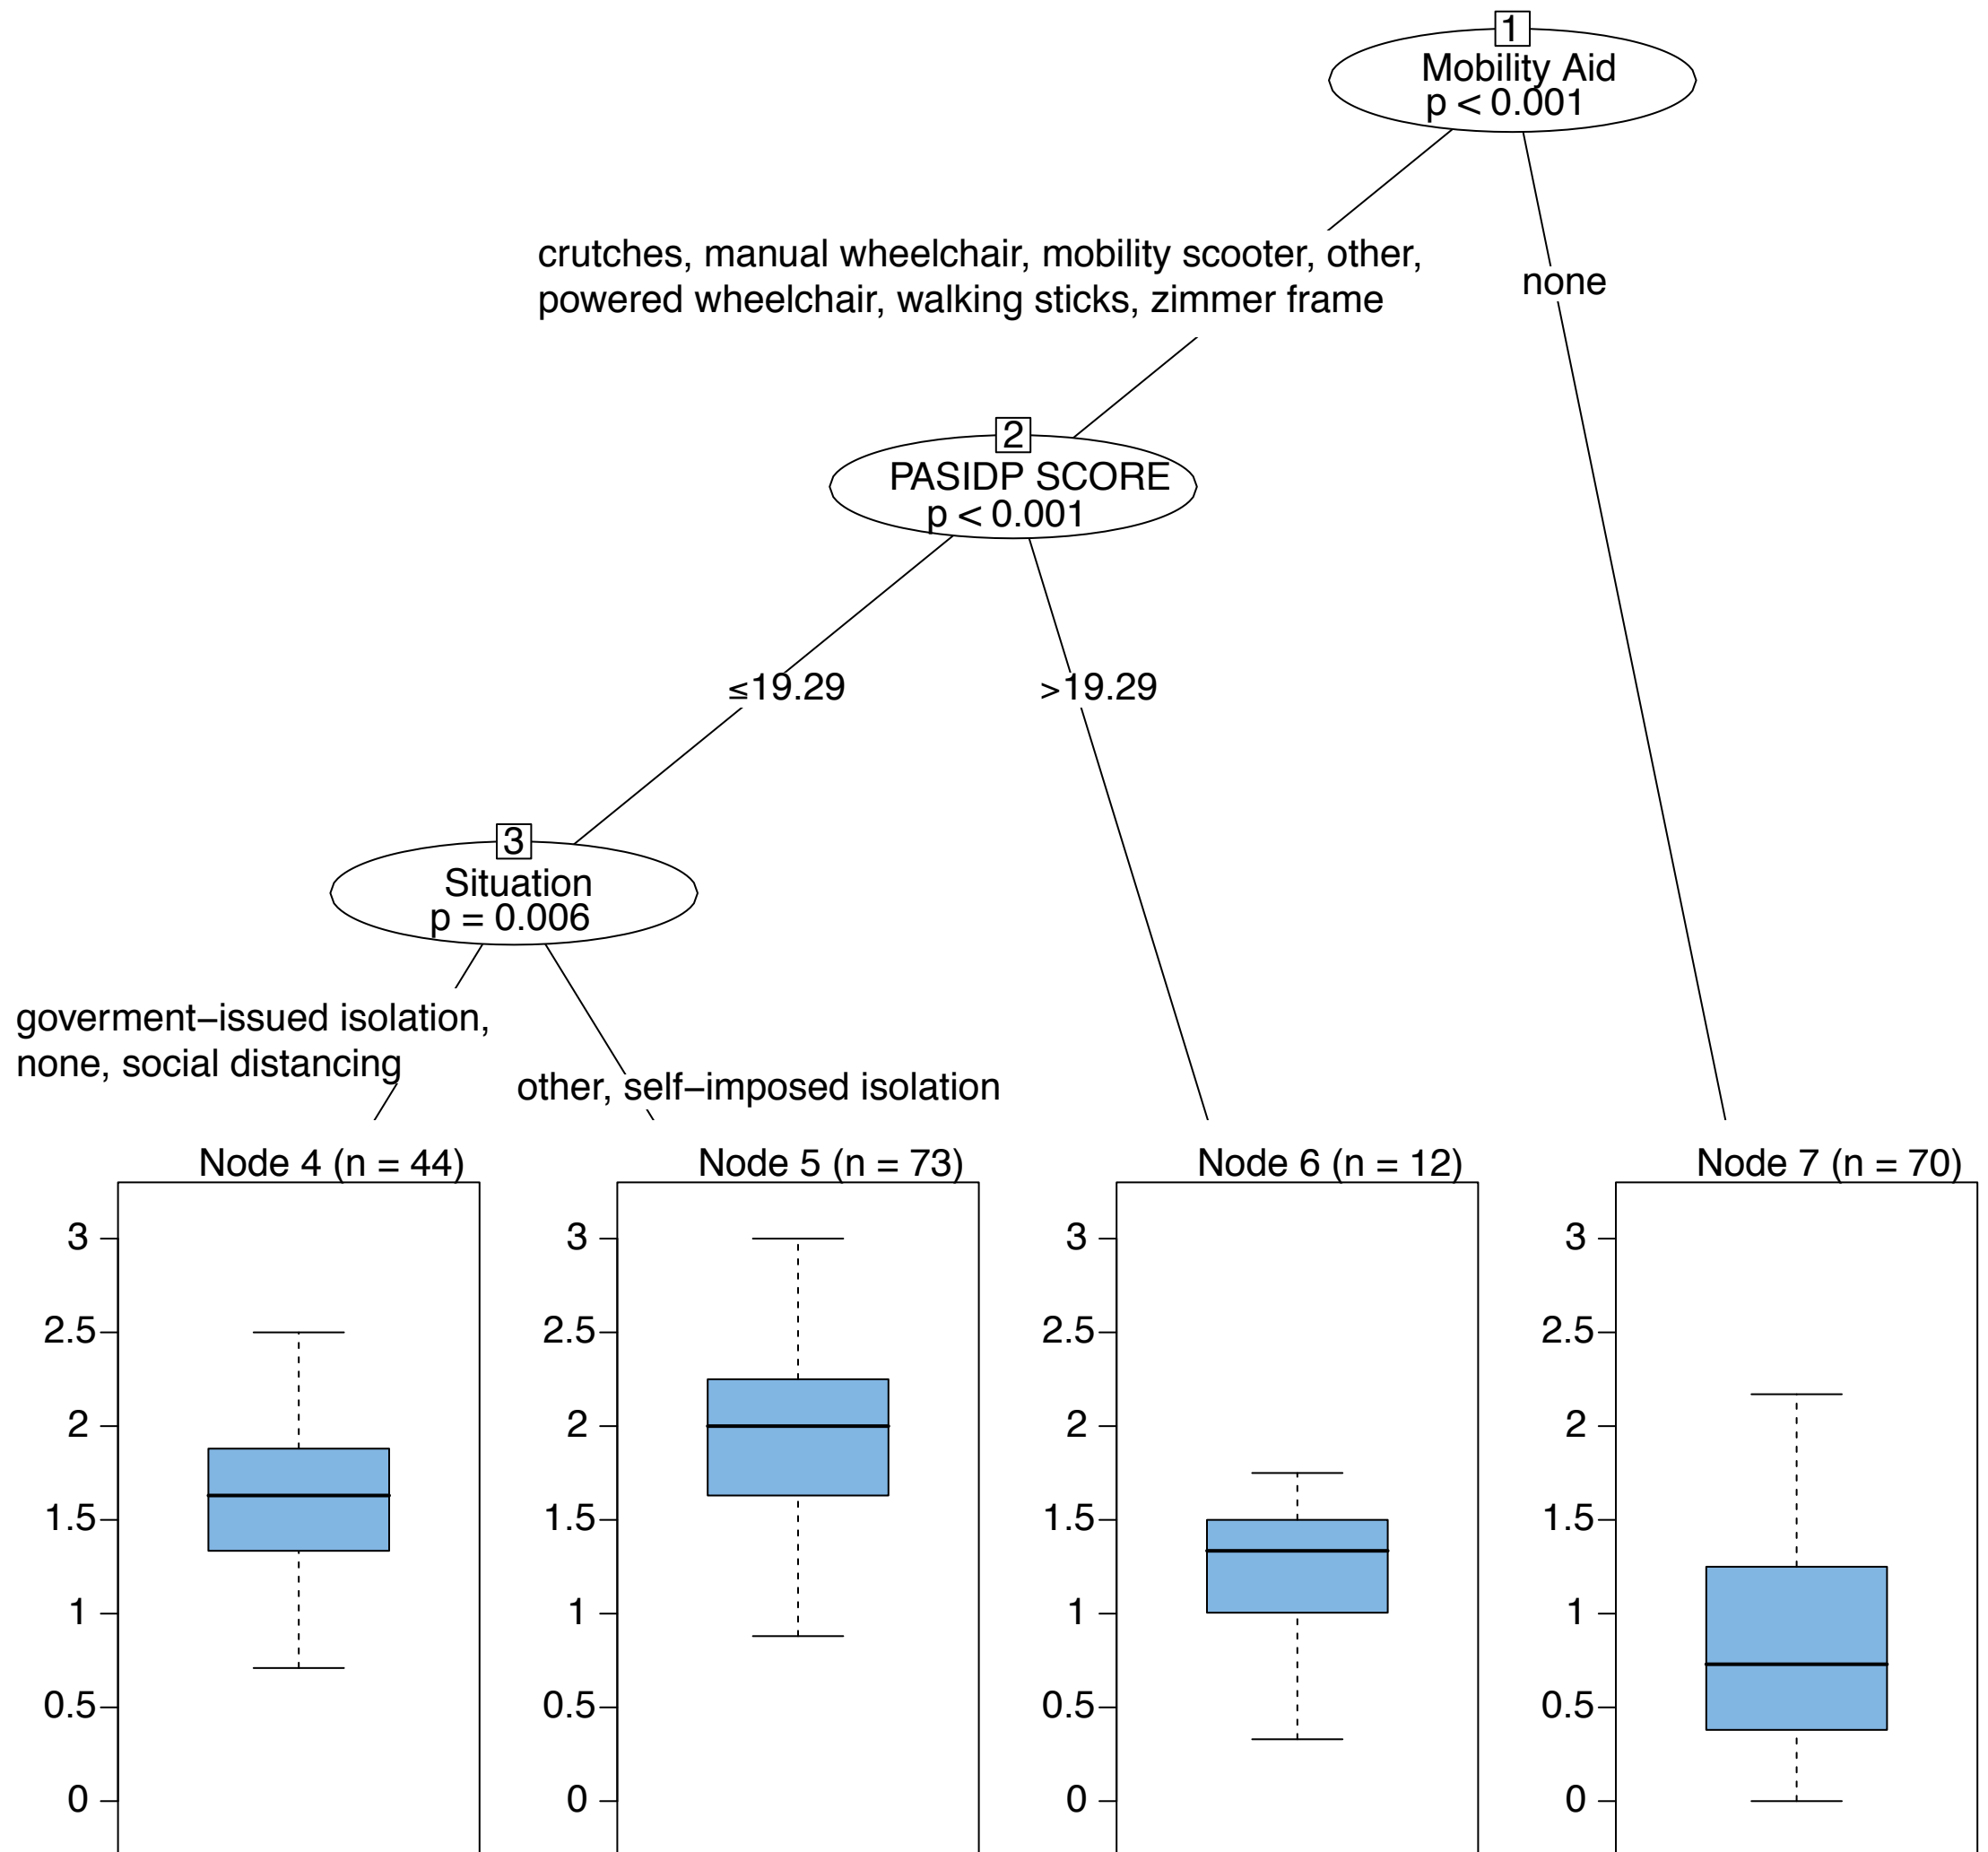 1
Mobility Aid
p < 0.001
crutches, manual wheelchair, mobility scooter, other,
powered wheelchair, walking sticks, zimmer frame
none
2
PASIDP SCORE
p < 0.001
≤19.29
>19.29
3
Situation
p = 0.006
goverment−issued isolation,
none, social distancing
other, self−imposed isolation
Node 4 (n = 44)
3
2.5
2
1.5
1
0.5
0
Node 5 (n = 73)
3
2.5
2
1.5
1
0.5
0
Node 6 (n = 12)
3
2.5
2
1.5
1
0.5
0
Node 7 (n = 70)
3
2.5
2
1.5
1
0.5
0